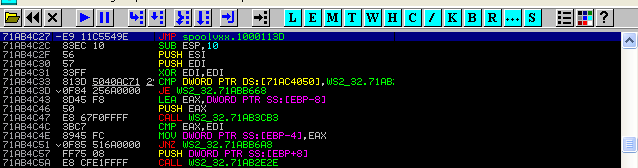 L E M T W H C / K B R ... S ?
71AB4C27 -E9 11C5549E JMP spoolvxx.1000113D
71AB4C2C 83EC 10 SUB ESP,10
71AB4C2F 56 PUSH ESI
71AB4C30 57 PUSH EDI
71AB4C31 33FF XOR EDI,EDI
71AB4C33 813D 5040AC71 2 CMP DWORD PTR DS:[71AC4050],WS2_32.71AB2
71AB4C3D 0F84 256A0000 JE WS2_32.71ABB668
71AB4C43 8D45 F8 LEA EAX,DWORD PTR SS:[EBP-8]
71AB4C46 50 PUSH EAX
71AB4C47 E8 67F0FFFF CALL WS2_32.71AB3CB3
71AB4C4C 3BC7 CMP EAX,EDI
71AB4C4E 8945 FC MOV DWORD PTR SS:[EBP-4],EAX
71AB4C51 0F85 516A0000 JNZ WS2_32.71ABB6A8
71AB4C57 FF75 08 PUSH DWORD PTR SS:[EBP+8]
71AB4C5A E8 CFE1FFFF CALL WS2_32.71AB2E2E